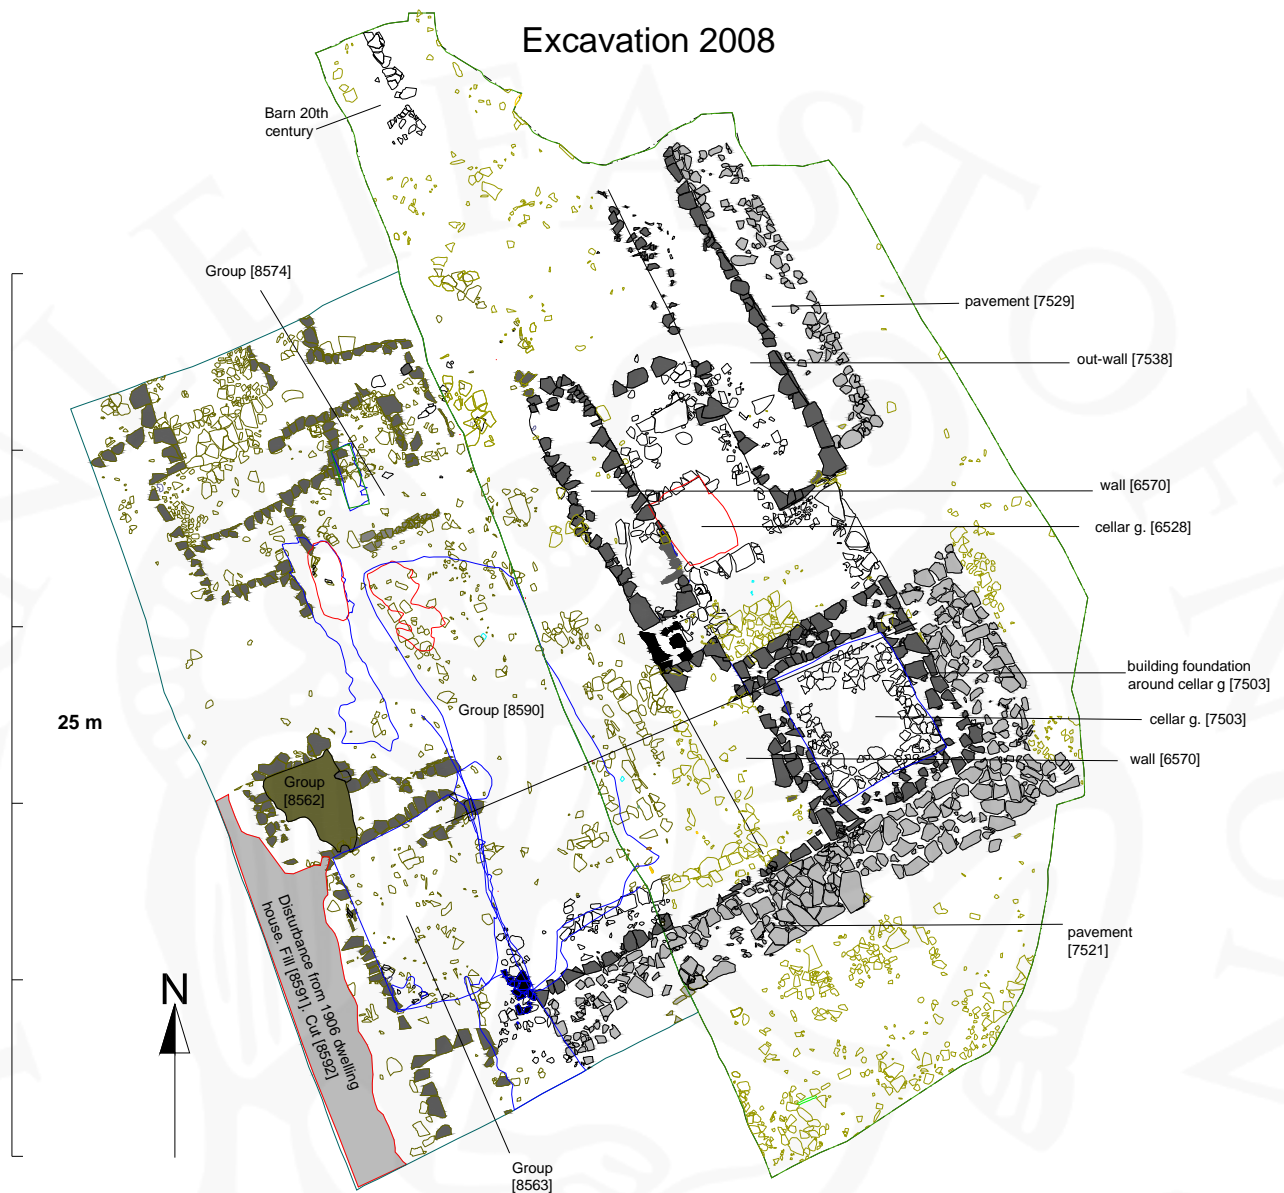 Excavation 2008
Barn 20th
century
Group [8574]
pavement [7529]
out-wall [7538]
wall [6570]
cellar g. [6528]
building foundation
around cellar g [7503]
Group [8590]
cellar g. [7503]
25 m
wall [6570]
Group
[8562]
Disturbance from 1906 dwelling
house. Fill [8591]. Cut [8592]
pavement
[7521]
N
Group
[8563]